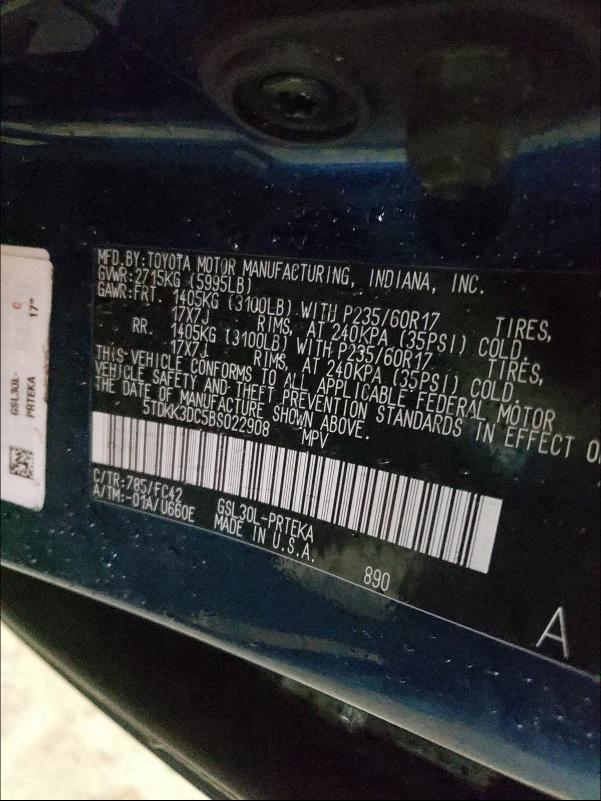 MFD.BY:TOYOTA MOTOR MANUFACTURING, INDIANA, INC.
GVWR:2715KG (5995LB)
GAWR:FRT. 1405KG (3100LB) WITH P235/60R17 TIRES,
17X7J RIMS, AT 240KPA (35PSI) COLD.
RR. 1405KG (3100LB) WITH P235/60R17 TIRES,
17X7J RIMS, AT 240KPA (35PSI) COLD.
THIS VEHICLE CONFORMS TO ALL APPLICABLE FEDERAL MOTOR
VEHICLE SAFETY AND THEFT PREVENTION STANDARDS IN EFFECT O
THE DATE OF MANUFACTURE SHOWN ABOVE.
5TDKK3DC5BS022908 MPV
C/TR:785/FC42 GSL30L-PRTEKA
A/TM:-01A/U660E MADE IN U.S.A.
890
A
GSL30L-
PRTEKA
C
17"